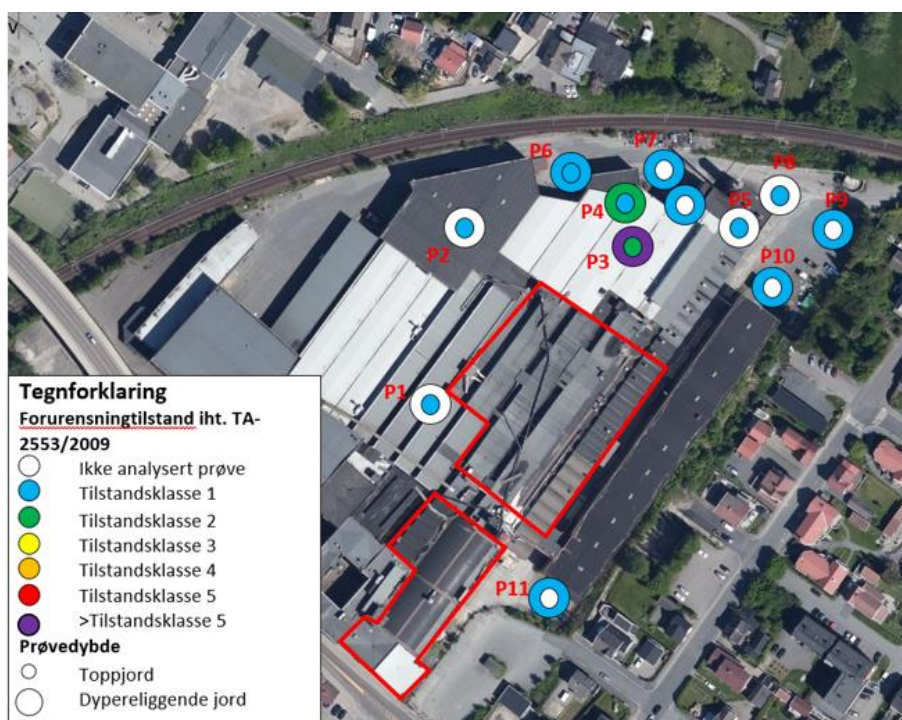 V
P7
P6
P8
P4
P5
P9
P2
P3
P10
P1
P11
Tegnforklaring
Forurensningtilstand iht. TA-
2553/2009
Ikke analysert prøve
Tilstandsklasse 1
Tilstandsklasse 2
Tilstandsklasse 3
Tilstandsklasse 4
Tilstandsklasse 5
>Tilstandsklasse 5
Prøvedybde
Toppjord
Dypereliggende jord